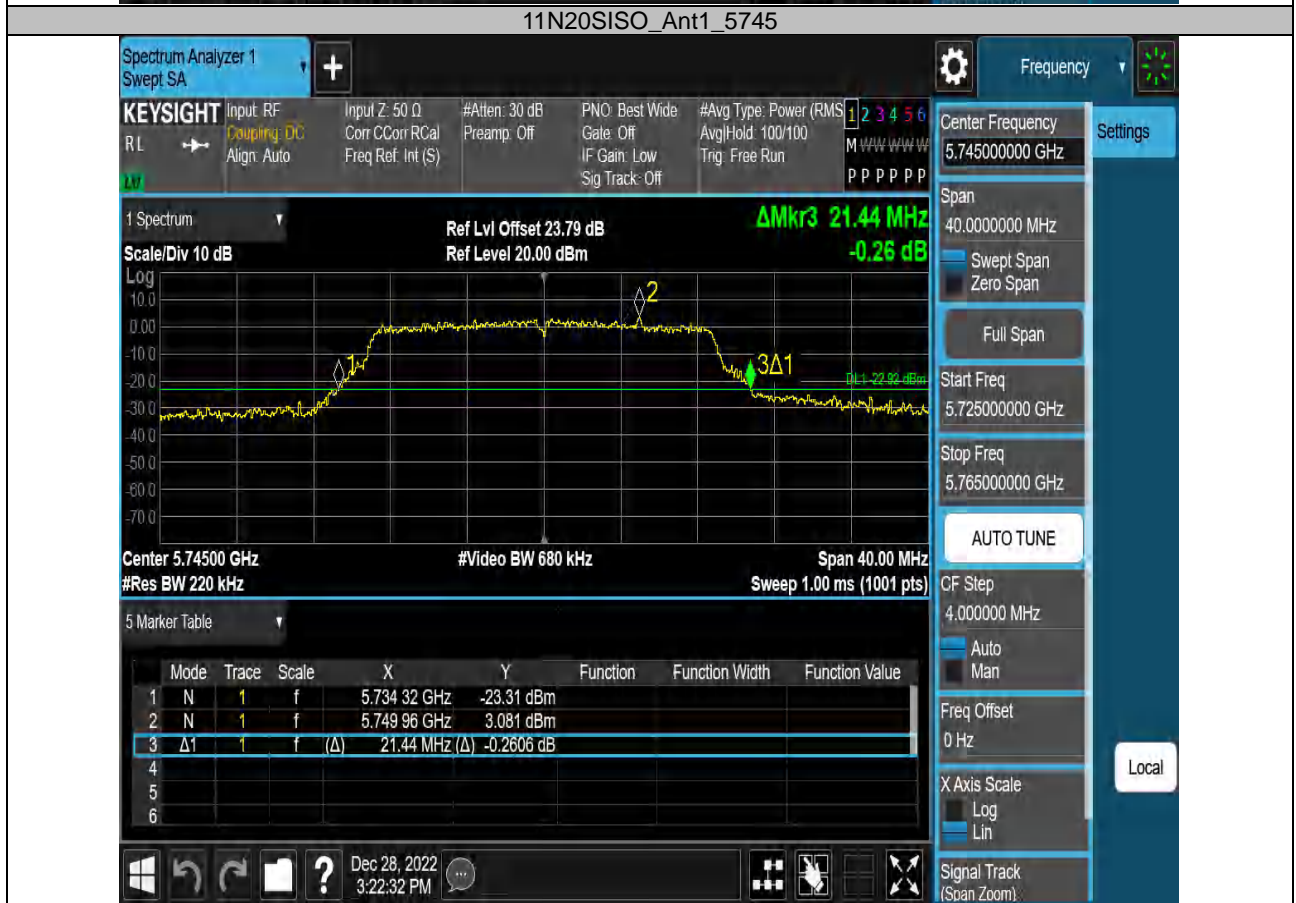 11N20SISO_Ant1_5745
Spectrum Analyzer 1
Swept SA
+
Frequency
KEYSIGHT
RL
Input: RF
Coupling: DC
Align: Auto
Input Z: 50 Ω
Corr CCorr RCal
Freq Ref: Int (S)
#Atten: 30 dB
Preamp: Off
PNO: Best Wide
Gate: Off
IF Gain: Low
Sig Track: Off
#Avg Type: Power (RMS
Avg|Hold: 100/100
Trig: Free Run
1 2 3 4 5 6
M W W W W W
P P P P P P
1 Spectrum
Scale/Div 10 dB
Ref Lvl Offset 23.79 dB
Ref Level 20.00 dBm
ΔMkr3 21.44 MHz
-0.26 dB
Log
10.0
0.00
-10.0
-20.0
-30.0
-40.0
-50.0
-60.0
-70.0
1
2
3Δ1
DL1 -22.92 dBm
Center 5.74500 GHz
#Video BW 680 kHz
Span 40.00 MHz
#Res BW 220 kHz
Sweep 1.00 ms (1001 pts)
5 Marker Table
Mode Trace Scale X Y Function Function Width Function Value
1 N 1 f 5.734 32 GHz -23.31 dBm
2 N 1 f 5.749 96 GHz 3.081 dBm
3 Δ1 1 f (Δ) 21.44 MHz (Δ) -0.2606 dB
4
5
6
Dec 28, 2022
3:22:32 PM
?
Center Frequency
5.745000000 GHz
Settings
Span
40.0000000 MHz
Swept Span
Zero Span
Full Span
Start Freq
5.725000000 GHz
Stop Freq
5.765000000 GHz
AUTO TUNE
CF Step
4.000000 MHz
Auto
Man
Freq Offset
0 Hz
X Axis Scale
Log
Lin
Local
Signal Track
(Span Zoom)